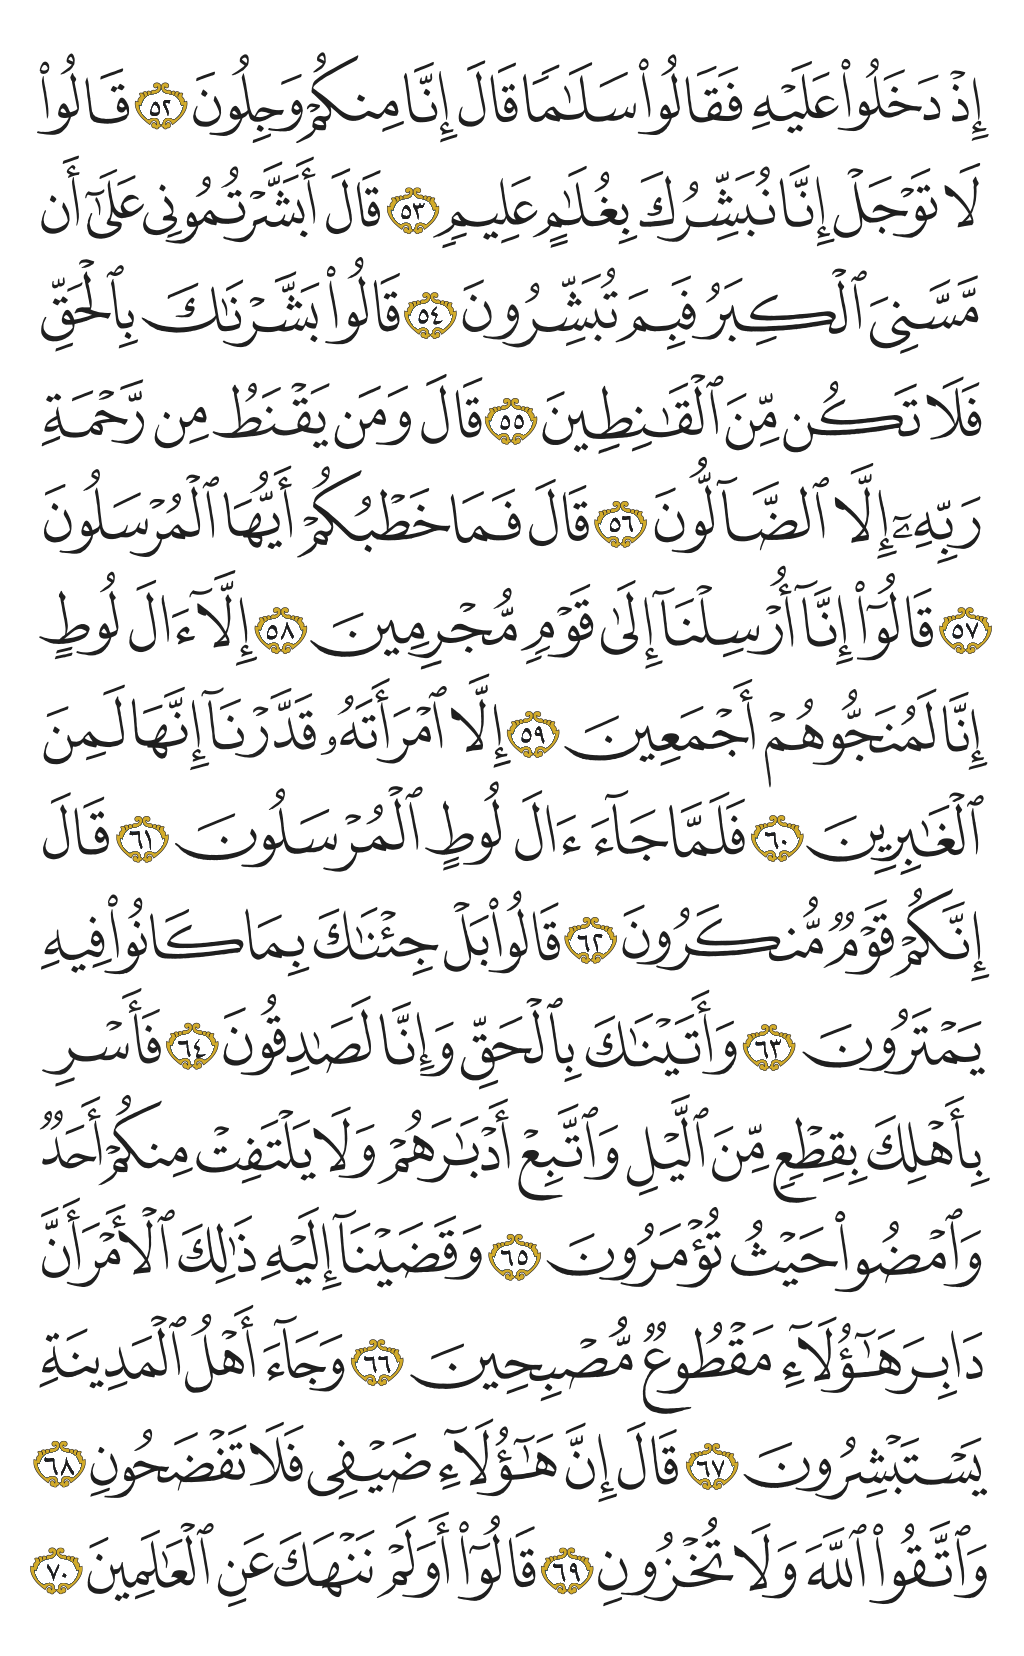 إِذۡ دَخَلُواْ عَلَيۡهِ فَقَالُواْ سَلَٰمٗا قَالَ إِنَّا مِنكُمۡ وَجِلُونَ ٥٢ قَالُواْ
لَا تَوۡجَلۡ إِنَّا نُبَشِّرُكَ بِغُلَٰمٍ عَلِيمٖ ٥٣ قَالَ أَبَشَّرۡتُمُونِي عَلَىٰٓ أَن
مَّسَّنِيَ ٱلۡكِبَرُ فَبِمَ تُبَشِّرُونَ ٥٤ قَالُواْ بَشَّرۡنَٰكَ بِٱلۡحَقِّ
فَلَا تَكُن مِّنَ ٱلۡقَٰنِطِينَ ٥٥ قَالَ وَمَن يَقۡنَطُ مِن رَّحۡمَةِ
رَبِّهِۦٓ إِلَّا ٱلضَّآلُّونَ ٥٦ قَالَ فَمَا خَطۡبُكُمۡ أَيُّهَا ٱلۡمُرۡسَلُونَ
٥٧ قَالُوٓاْ إِنَّآ أُرۡسِلۡنَآ إِلَىٰ قَوۡمٖ مُّجۡرِمِينَ ٥٨ إِلَّآ ءَالَ لُوطٍ
إِنَّا لَمُنَجُّوهُمۡ أَجۡمَعِينَ ٥٩ إِلَّا ٱمۡرَأَتَهُۥ قَدَّرۡنَآ إِنَّهَا لَمِنَ
ٱلۡغَٰبِرِينَ ٦٠ فَلَمَّا جَآءَ ءَالَ لُوطٍ ٱلۡمُرۡسَلُونَ ٦١ قَالَ
إِنَّكُمۡ قَوۡمٞ مُّنكَرُونَ ٦٢ قَالُواْ بَلۡ جِئۡنَٰكَ بِمَا كَانُواْ فِيهِ
يَمۡتَرُونَ ٦٣ وَأَتَيۡنَٰكَ بِٱلۡحَقِّ وَإِنَّا لَصَٰدِقُونَ ٦٤ فَأَسۡرِ
بِأَهۡلِكَ بِقِطۡعٖ مِّنَ ٱلَّيۡلِ وَٱتَّبِعۡ أَدۡبَٰرَهُمۡ وَلَا يَلۡتَفِتۡ مِنكُمۡ أَحَدٞ
وَٱمۡضُواْ حَيۡثُ تُؤۡمَرُونَ ٦٥ وَقَضَيۡنَآ إِلَيۡهِ ذَٰلِكَ ٱلۡأَمۡرَ أَنَّ
دَابِرَ هَٰٓؤُلَآءِ مَقۡطُوعٞ مُّصۡبِحِينَ ٦٦ وَجَآءَ أَهۡلُ ٱلۡمَدِينَةِ
يَسۡتَبۡشِرُونَ ٦٧ قَالَ إِنَّ هَٰٓؤُلَآءِ ضَيۡفِي فَلَا تَفۡضَحُونِ ٦٨
وَٱتَّقُواْ ٱللَّهَ وَلَا تُخۡزُونِ ٦٩ قَالُوٓاْ أَوَلَمۡ نَنۡهَكَ عَنِ ٱلۡعَٰلَمِينَ ٧٠